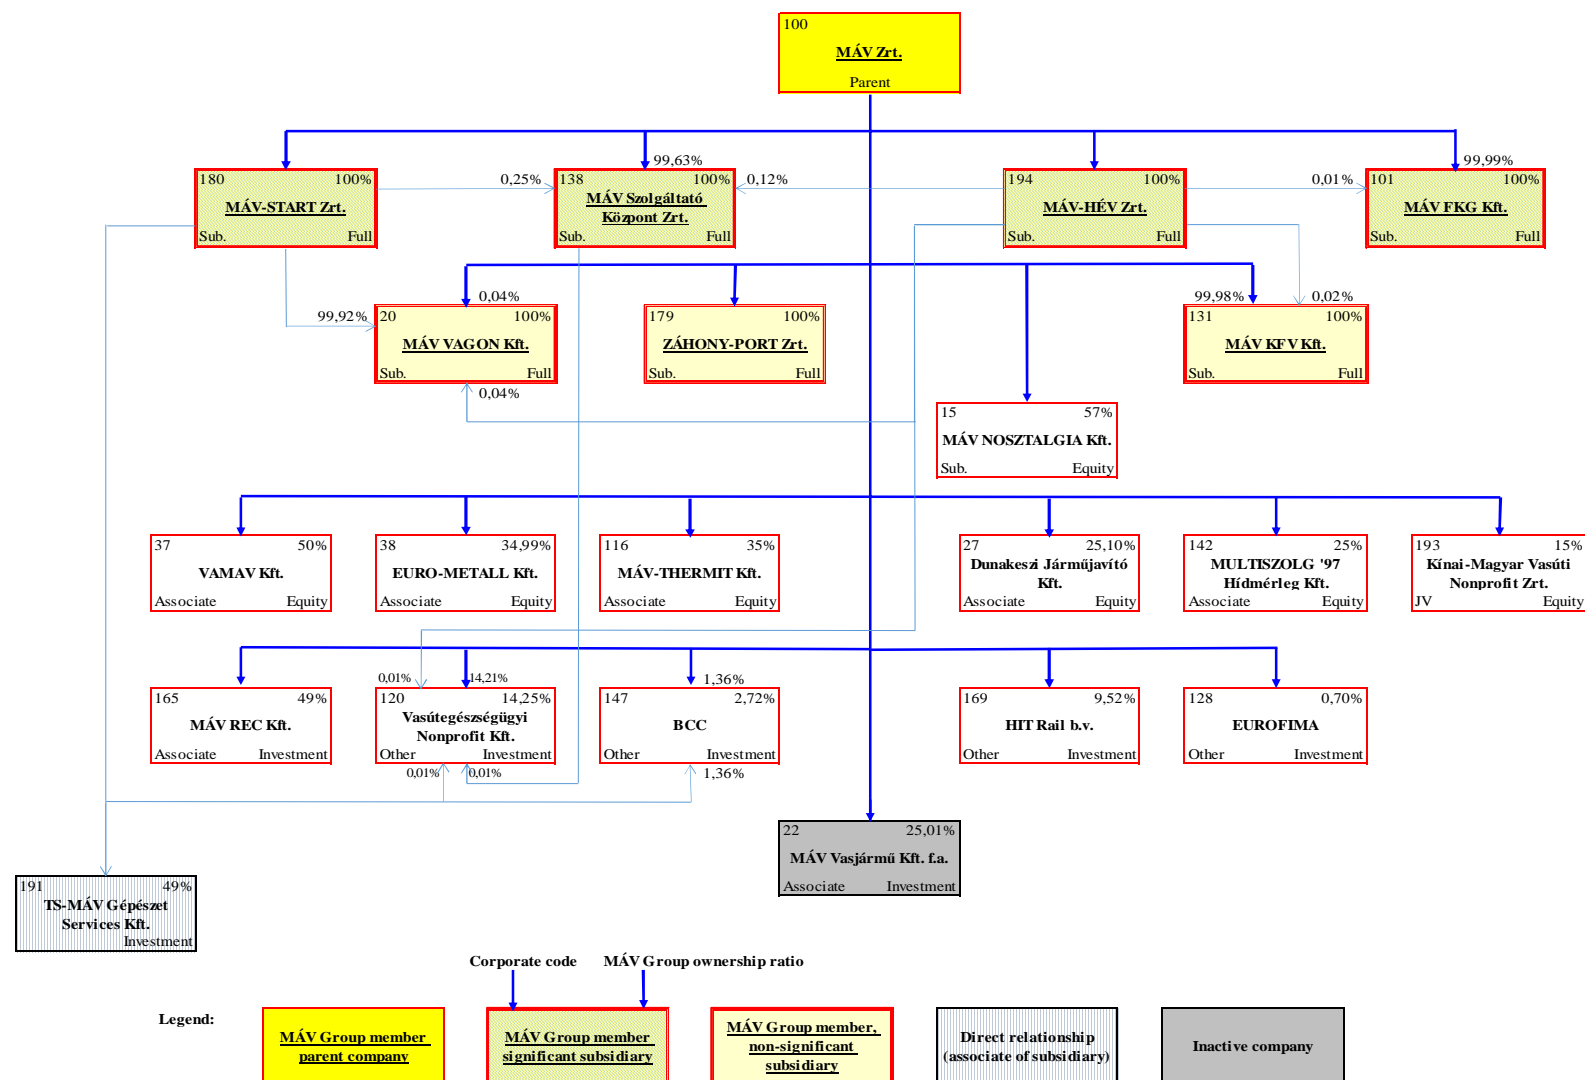 100
MÁV Zrt.
Parent
99,63%
99,99%
180 100%
MÁV-START Zrt.
Sub. Full
0,25%
138 100%
MÁV Szolgáltató
Központ Zrt.
Sub. Full
0,12%
194 100%
MÁV-HÉV Zrt.
Sub. Full
0,01%
101 100%
MÁV FKG Kft.
Sub. Full
0,04%
99,92%
20 100%
MÁV VAGON Kft.
Sub. Full
0,04%
179 100%
ZÁHONY-PORT Zrt.
Sub. Full
99,98%
0,02%
131 100%
MÁV KFV Kft.
Sub. Full
15 57%
MÁV NOSZTALGIA Kft.
Sub. Equity
37 50%
VAMAV Kft.
Associate Equity
38 34,99%
EURO-METALL Kft.
Associate Equity
116 35%
MÁV-THERMIT Kft.
Associate Equity
27 25,10%
Dunakeszi Járműjavító
Kft.
Associate Equity
142 25%
MULTISZOLG '97
Hídmérleg Kft.
Associate Equity
193 15%
Kínai-Magyar Vasúti
Nonprofit Zrt.
JV Equity
165 49%
MÁV REC Kft.
Associate Investment
0,01% 14,21%
120 14,25%
Vasútegészségügyi
Nonprofit Kft.
Other Investment
0,01% 0,01%
1,36%
147 2,72%
BCC
Other Investment
1,36%
169 9,52%
HIT Rail b.v.
Other Investment
128 0,70%
EUROFIMA
Other Investment
22 25,01%
MÁV Vasjármű Kft. f.a.
Associate Investment
191 49%
TS-MÁV Gépészet
Services Kft.
Investment
Corporate code MÁV Group ownership ratio
Legend:
MÁV Group member
parent company
MÁV Group member
significant subsidiary
MÁV Group member,
non-significant
subsidiary
Direct relationship
(associate of subsidiary)
Inactive company